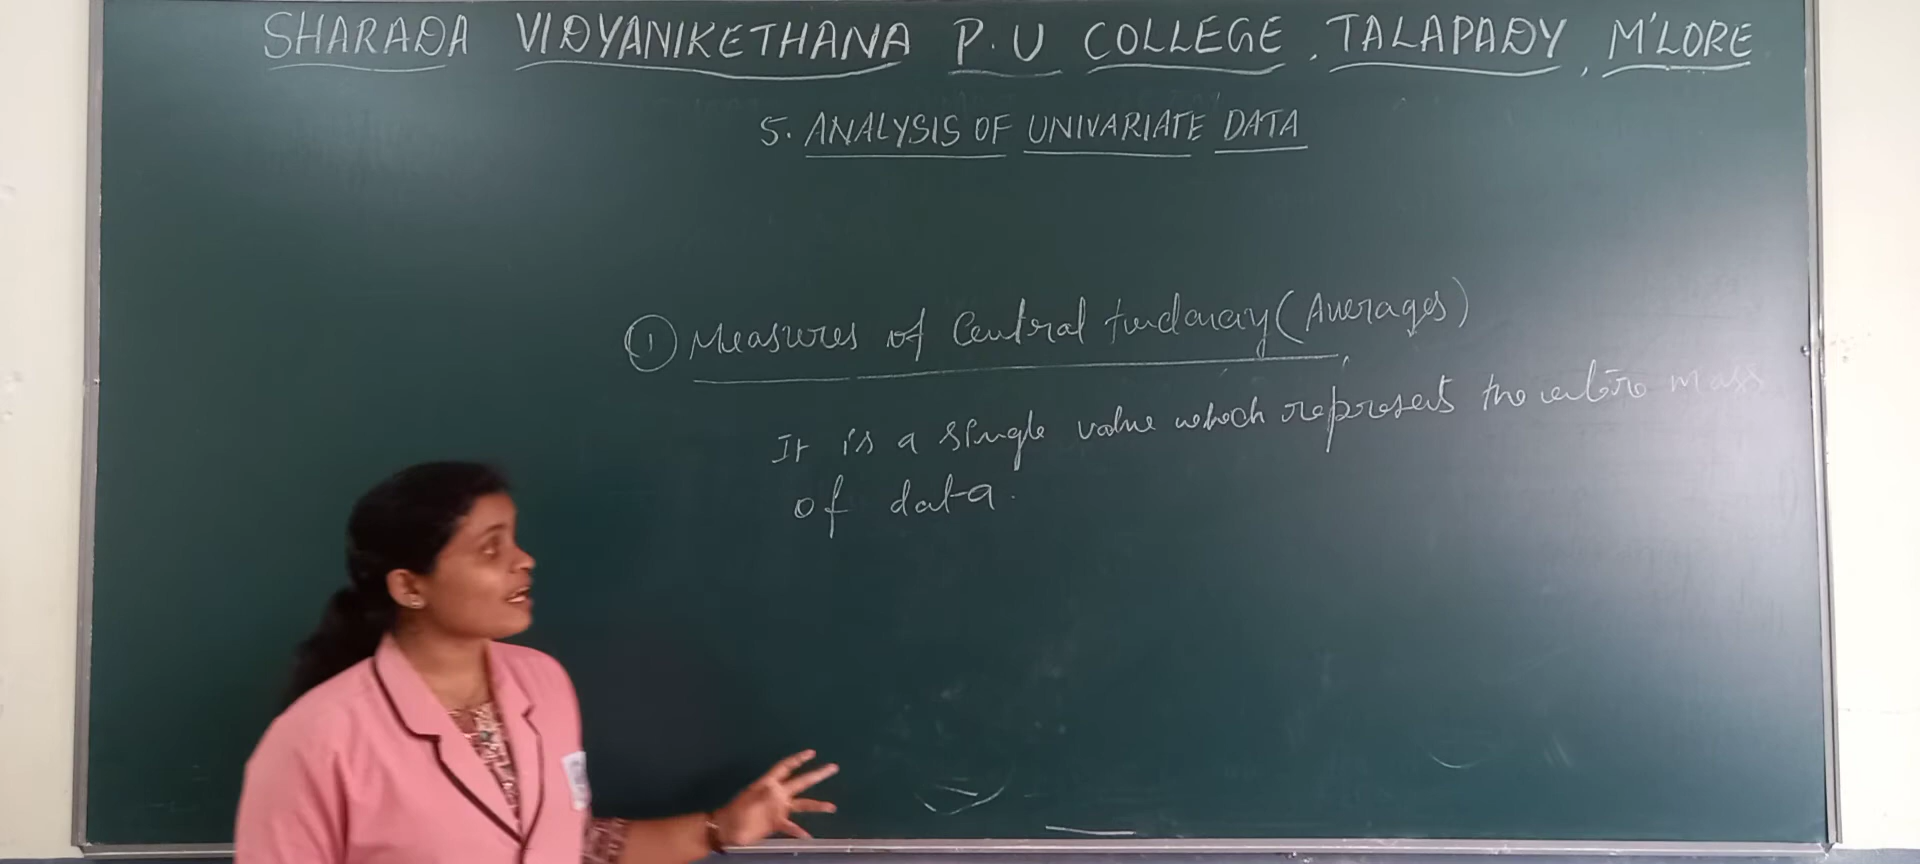 SHARADA VIDYANIKETHANA P.U COLLEGE, TALAPADY, M'LORE
5. ANALYSIS OF UNIVARIATE DATA
① Measures of Central tendancy (Averages)
It is a single value which represents the entire mass
of data.